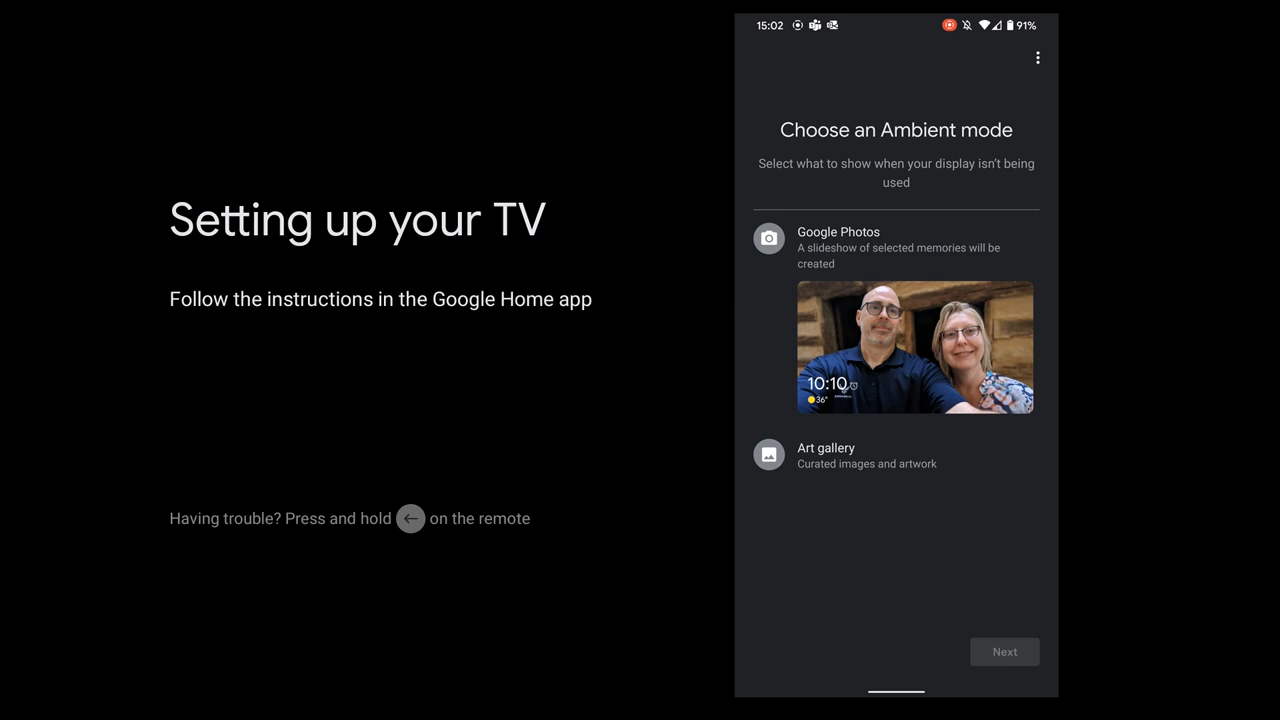 Setting up your TV
Follow the instructions in the Google Home app
Having trouble? Press and hold ← on the remote
15:02
91%
Choose an Ambient mode
Select what to show when your display isn't being
used
Google Photos
A slideshow of selected memories will be
created
10:10
36°
Art gallery
Curated images and artwork
Next